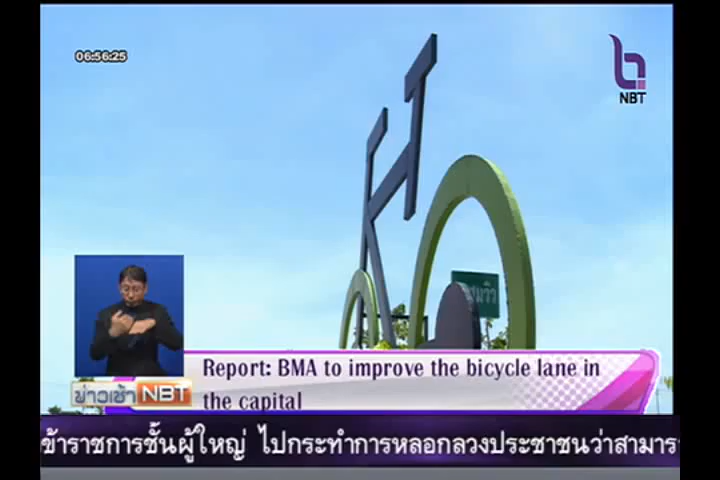 06:56:25
NBT
Report: BMA to improve the bicycle lane in
the capital
ข่าวเช้า NBT
ข้าราชการชั้นผู้ใหญ่ ไปกระทำการหลอกลวงประชาชนว่าสามาร